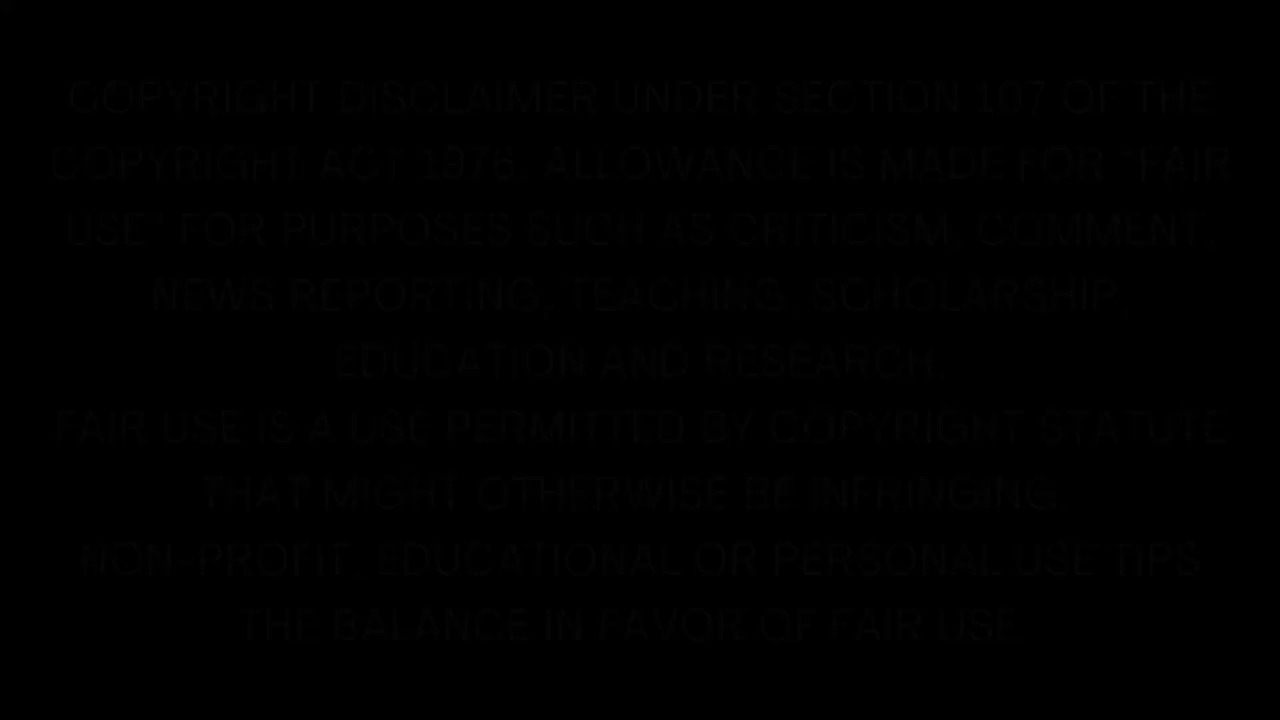 COPYRIGHT DISCLAIMER UNDER SECTION 107 OF THE
COPYRIGHT ACT 1976. ALLOWANCE IS MADE FOR "FAIR
USE" FOR PURPOSES SUCH AS CRITICISM, COMMENT,
NEWS REPORTING, TEACHING, SCHOLARSHIP,
EDUCATION AND RESEARCH.
FAIR USE IS A USE PERMITTED BY COPYRIGHT STATUTE
THAT MIGHT OTHERWISE BE INFRINGING.
NON-PROFIT, EDUCATIONAL OR PERSONAL USE TIPS
THE BALANCE IN FAVOR OF FAIR USE.